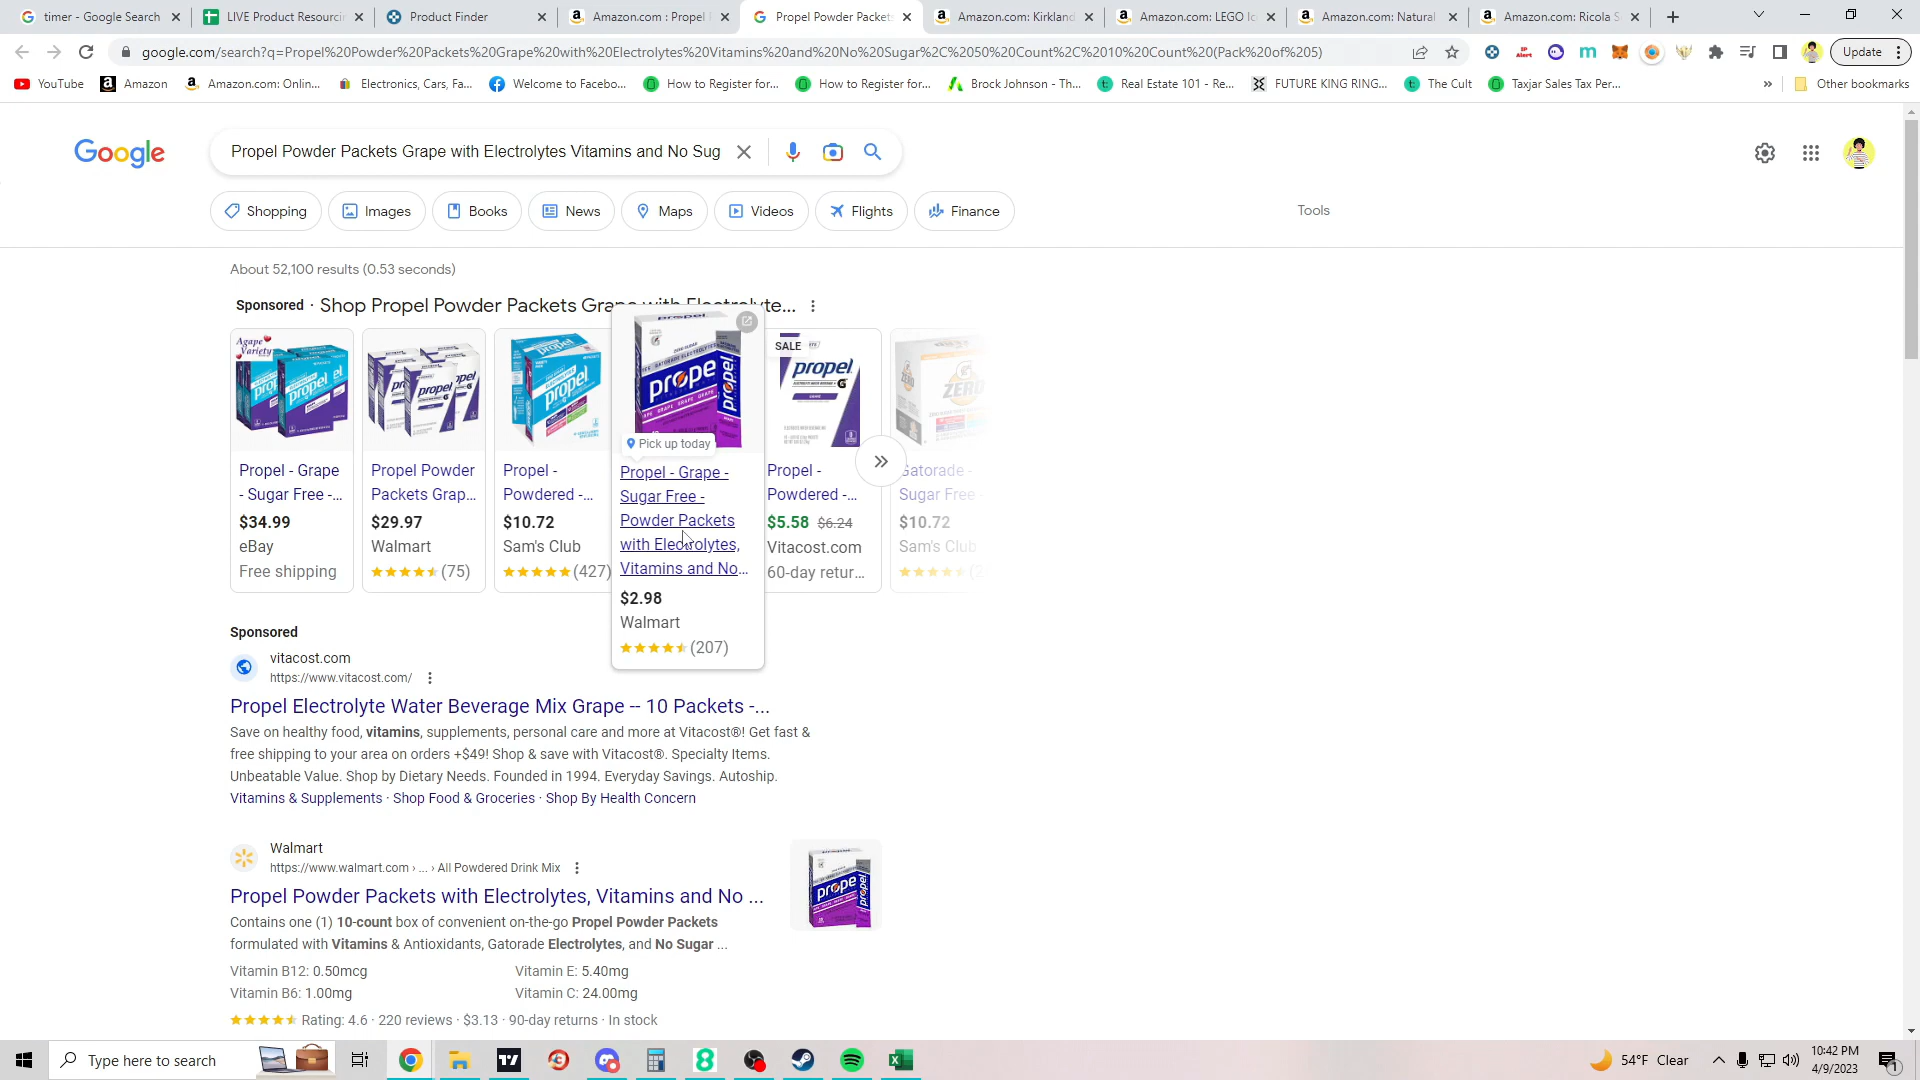 timer - Google Search
LIVE Product Resourcin
Product Finder
Amazon.com : Propel
Propel Powder Packets
Amazon.com: Kirkland
Amazon.com: LEGO Ic
Amazon.com: Natural
Amazon.com: Ricola S
google.com/search?q=Propel%20Powder%20Packets%20Grape%20with%20Electrolytes%20Vitamins%20and%20No%20Sugar%2C%2050%20Count%2C%2010%20Count%20(Pack%20of%205)
Update
YouTube
Amazon
Amazon.com: Onlin...
Electronics, Cars, Fa...
Welcome to Facebo...
How to Register for...
How to Register for...
Brock Johnson - Th...
Real Estate 101 - Re...
FUTURE KING RING...
The Cult
Taxjar Sales Tax Per...
»
Other bookmarks
Google
Propel Powder Packets Grape with Electrolytes Vitamins and No Sug
Shopping
Images
Books
News
Maps
Videos
Flights
Finance
Tools
About 52,100 results (0.53 seconds)
Sponsored · Shop Propel Powder Packets Grape with Electrolyte...
Agape
Variety
propel
Propel - Grape
- Sugar Free -...
$34.99
eBay
Free shipping
propel
Propel Powder
Packets Grap...
$29.97
Walmart
(75)
propel
Propel -
Powdered -...
$10.72
Sam's Club
(427)
propel
propel
propel
Pick up today
Propel - Grape -
Sugar Free -
Powder Packets
with Electrolytes,
Vitamins and No...
$2.98
Walmart
(207)
SALE
propel
Propel -
Powdered -...
$5.58 $6.24
Vitacost.com
60-day retur...
ZERO
Gatorade -
Sugar Free -
$10.72
Sam's Club
Sponsored
vitacost.com
https://www.vitacost.com/
Propel Electrolyte Water Beverage Mix Grape -- 10 Packets -...
Save on healthy food, vitamins, supplements, personal care and more at Vitacost®! Get fast &
free shipping to your area on orders +$49! Shop & save with Vitacost®. Specialty Items.
Unbeatable Value. Shop by Dietary Needs. Founded in 1994. Everyday Savings. Autoship.
Vitamins & Supplements · Shop Food & Groceries · Shop By Health Concern
Walmart
https://www.walmart.com › ... › All Powdered Drink Mix
Propel Powder Packets with Electrolytes, Vitamins and No ...
Contains one (1) 10-count box of convenient on-the-go Propel Powder Packets
formulated with Vitamins & Antioxidants, Gatorade Electrolytes, and No Sugar ...
Vitamin B12: 0.50mcg
Vitamin E: 5.40mg
Vitamin B6: 1.00mg
Vitamin C: 24.00mg
Rating: 4.6 · 220 reviews · $3.13 · 90-day returns · In stock
Type here to search
54°F Clear
10:42 PM
4/9/2023
1